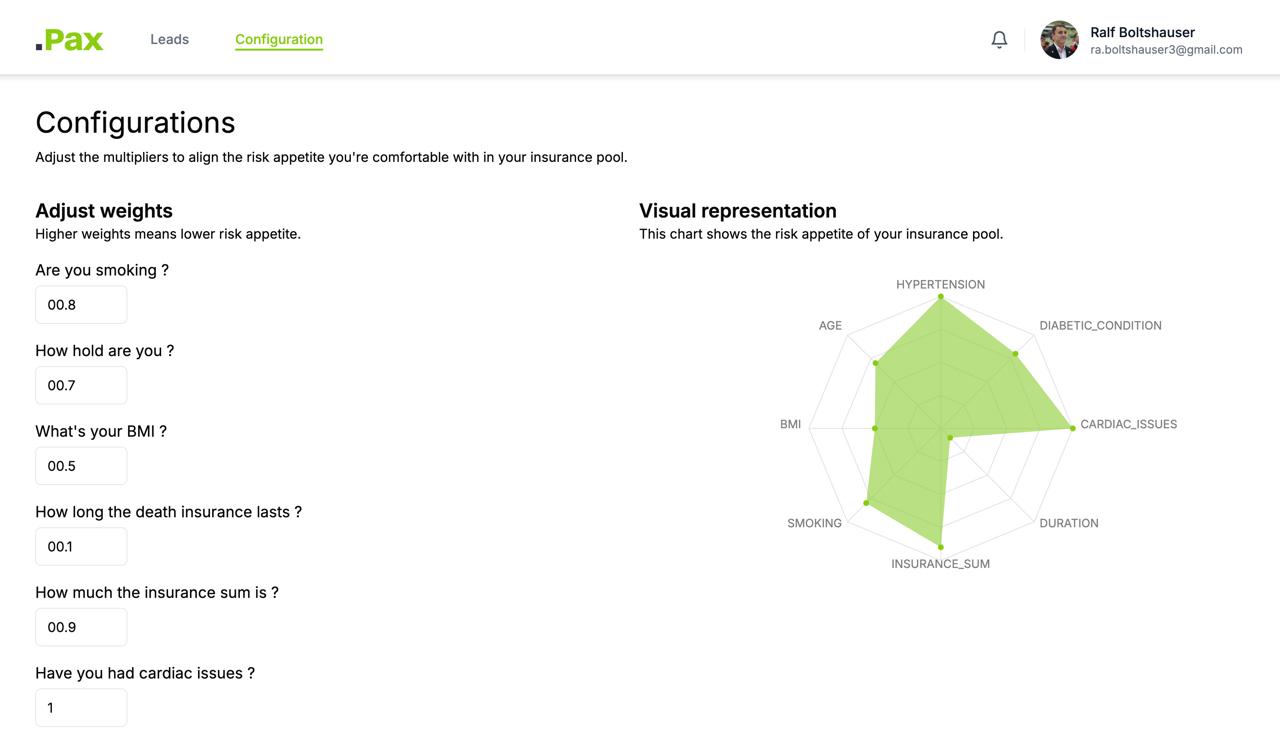 .Pax
Leads
Configuration
Ralf Boltshauser
ra.boltshauser3@gmail.com
Configurations
Adjust the multipliers to align the risk appetite you're comfortable with in your insurance pool.
Adjust weights
Higher weights means lower risk appetite.
Are you smoking ?
00.8
How hold are you ?
00.7
What's your BMI ?
00.5
How long the death insurance lasts ?
00.1
How much the insurance sum is ?
00.9
Have you had cardiac issues ?
1
Visual representation
This chart shows the risk appetite of your insurance pool.
HYPERTENSION
AGE
DIABETIC_CONDITION
BMI
CARDIAC_ISSUES
SMOKING
DURATION
INSURANCE_SUM